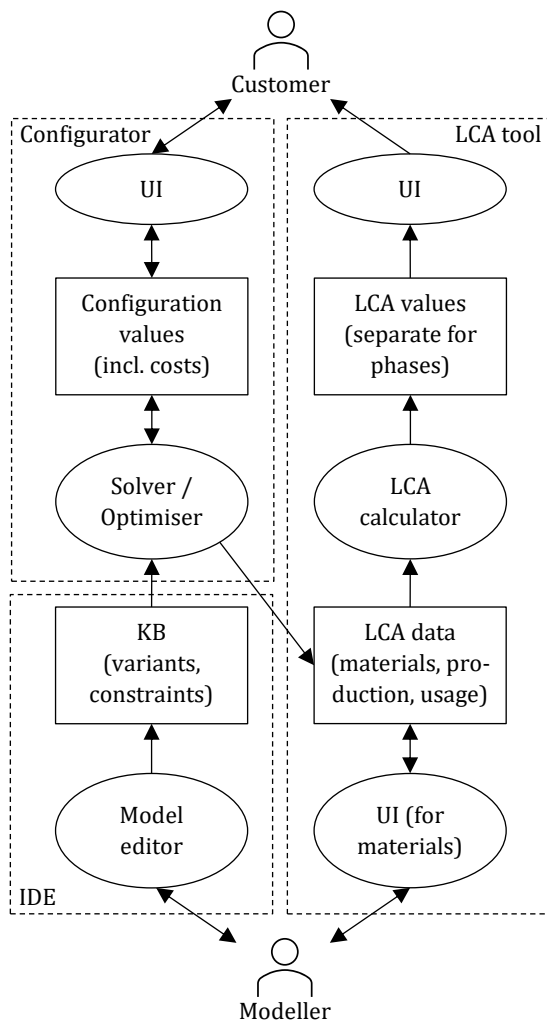 Customer
Configurator
LCA tool
UI
UI
Configuration
values
(incl. costs)
LCA values
(separate for
phases)
Solver /
Optimiser
LCA
calculator
KB
(variants,
constraints)
LCA data
(materials, pro-
duction, usage)
Model
editor
UI (for
materials)
IDE
Modeller